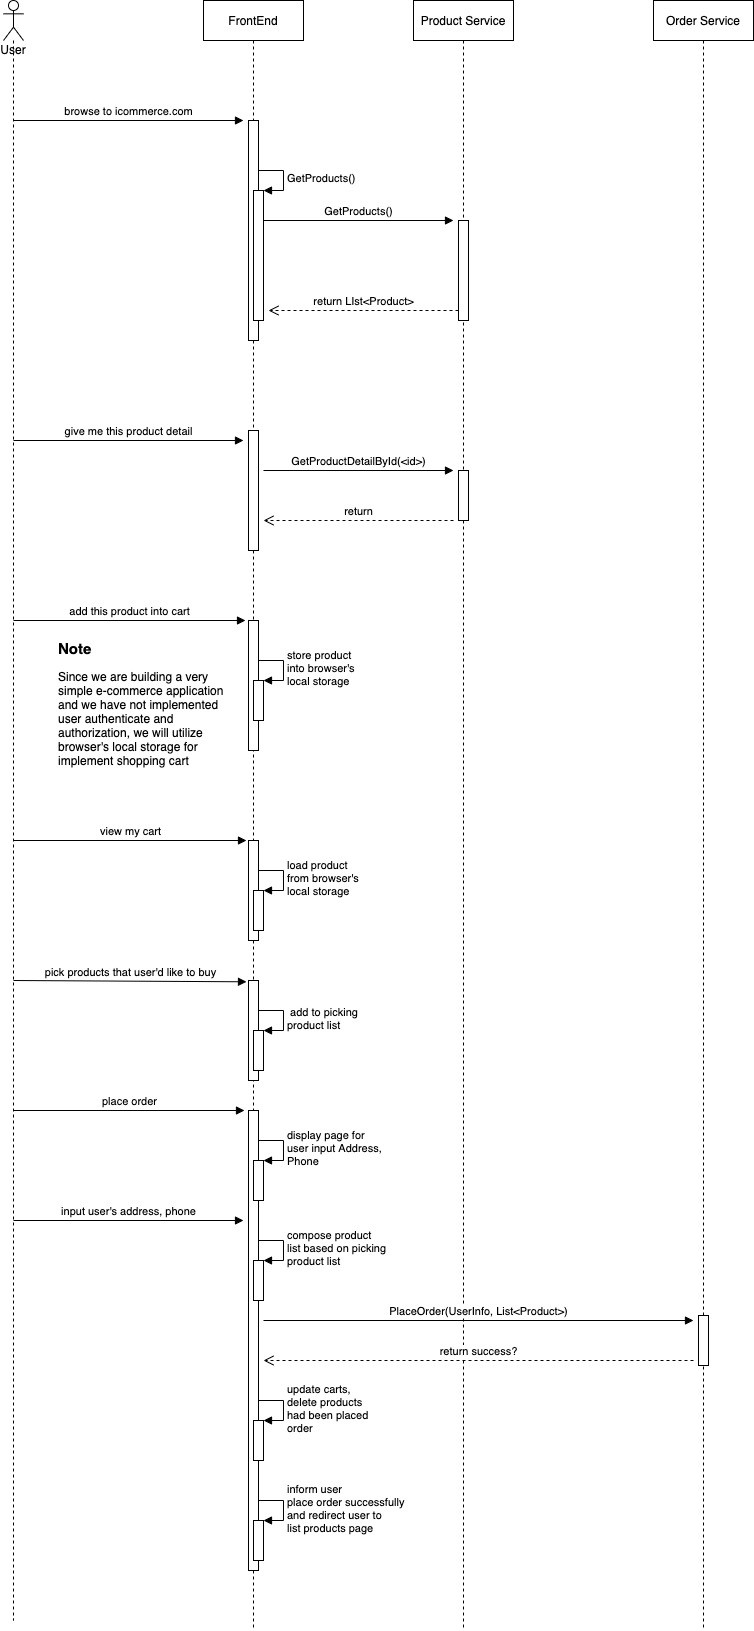 User
FrontEnd
Product Service
Order Service
browse to icommerce.com
GetProducts()
GetProducts()
return LIst<Product>
give me this product detail
GetProductDetailById(<id>)
return
add this product into cart
Note
Since we are building a very
simple e-commerce application
and we have not implemented
user authenticate and
authorization, we will utilize
browser's local storage for
implement shopping cart
store product
into browser's
local storage
view my cart
load product
from browser's
local storage
pick products that user'd like to buy
add to picking
product list
place order
display page for
user input Address,
Phone
input user's address, phone
compose product
list based on picking
product list
PlaceOrder(UserInfo, List<Product>)
return success?
update carts,
delete products
had been placed
order
inform user
place order successfully
and redirect user to
list products page